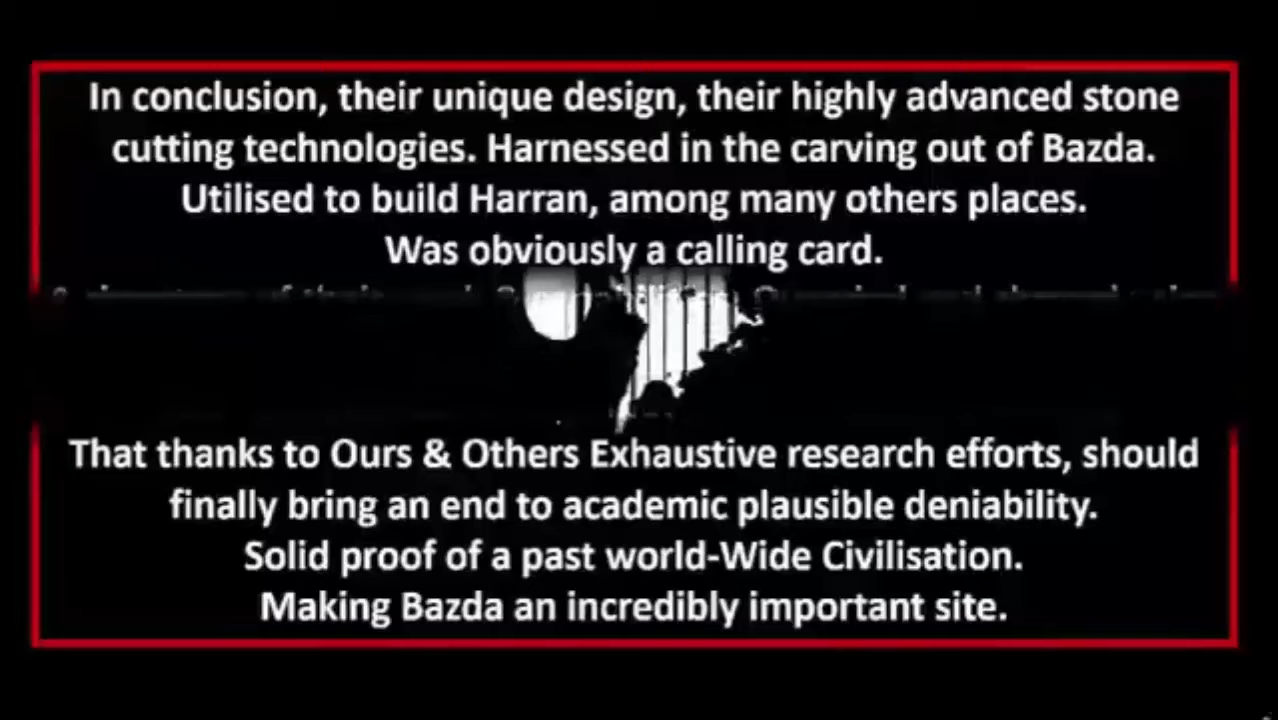 In conclusion, their unique design, their highly advanced stone
cutting technologies. Harnessed in the carving out of Bazda.
Utilised to build Harran, among many others places.
Was obviously a calling card.
That thanks to Ours & Others Exhaustive research efforts, should
finally bring an end to academic plausible deniability.
Solid proof of a past world-Wide Civilisation.
Making Bazda an incredibly important site.